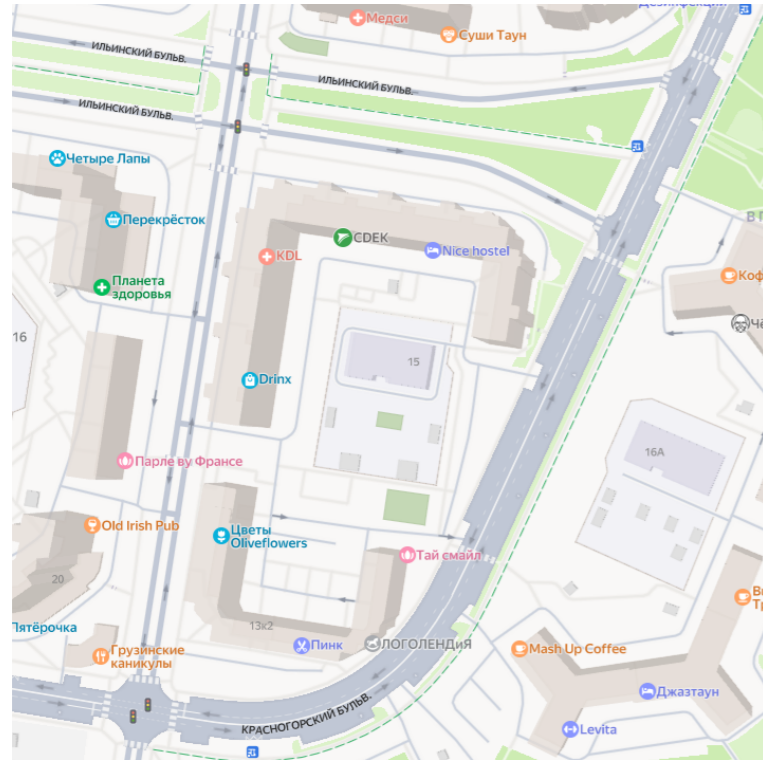 Медси
Суши Таун
ИЛЬИНСКИЙ БУЛЬВ.
ИЛЬИНСКИЙ БУЛЬВ.
ИЛЬИНСКИЙ БУЛЬВ.
Четыре Лапы
Перекрёсток
CDEK
KDL
Nice hostel
Планета
здоровья
Коф
16
15
Drinx
Парле ву Франсе
16А
Old Irish Pub
Цветы
Oliveflowers
Тай смайл
20
13к2
Пятёрочка
Пинк
ЛОГОЛЕНДиЯ
Mash Up Coffee
Грузинские
каникулы
Джазтаун
КРАСНОГОРСКИЙ БУЛЬВ.
Levita